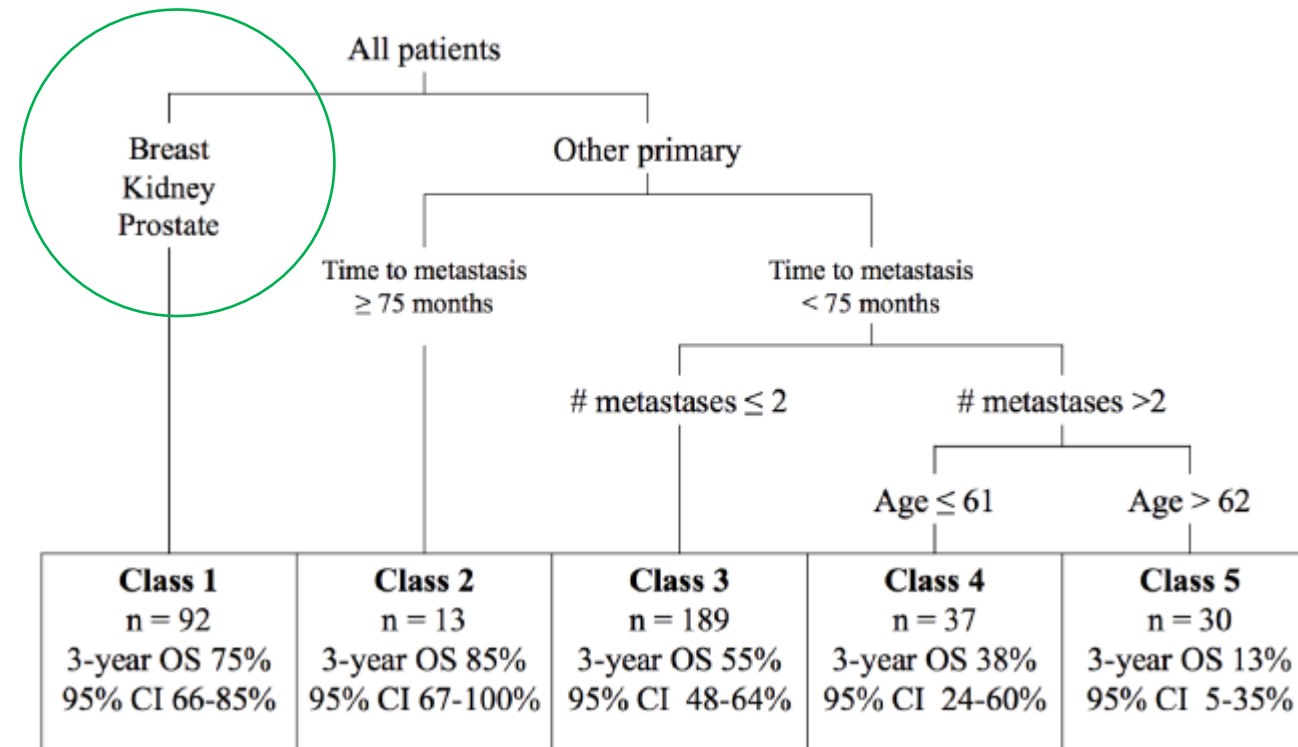 All patients
Breast
Kidney
Prostate
Other primary
Time to metastasis
≥ 75 months
Time to metastasis
< 75 months
# metastases ≤ 2
# metastases >2
Age ≤ 61
Age > 62
Class 1
n = 92
3-year OS 75%
95% CI 66-85%
Class 2
n = 13
3-year OS 85%
95% CI 67-100%
Class 3
n = 189
3-year OS 55%
95% CI 48-64%
Class 4
n = 37
3-year OS 38%
95% CI 24-60%
Class 5
n = 30
3-year OS 13%
95% CI 5-35%